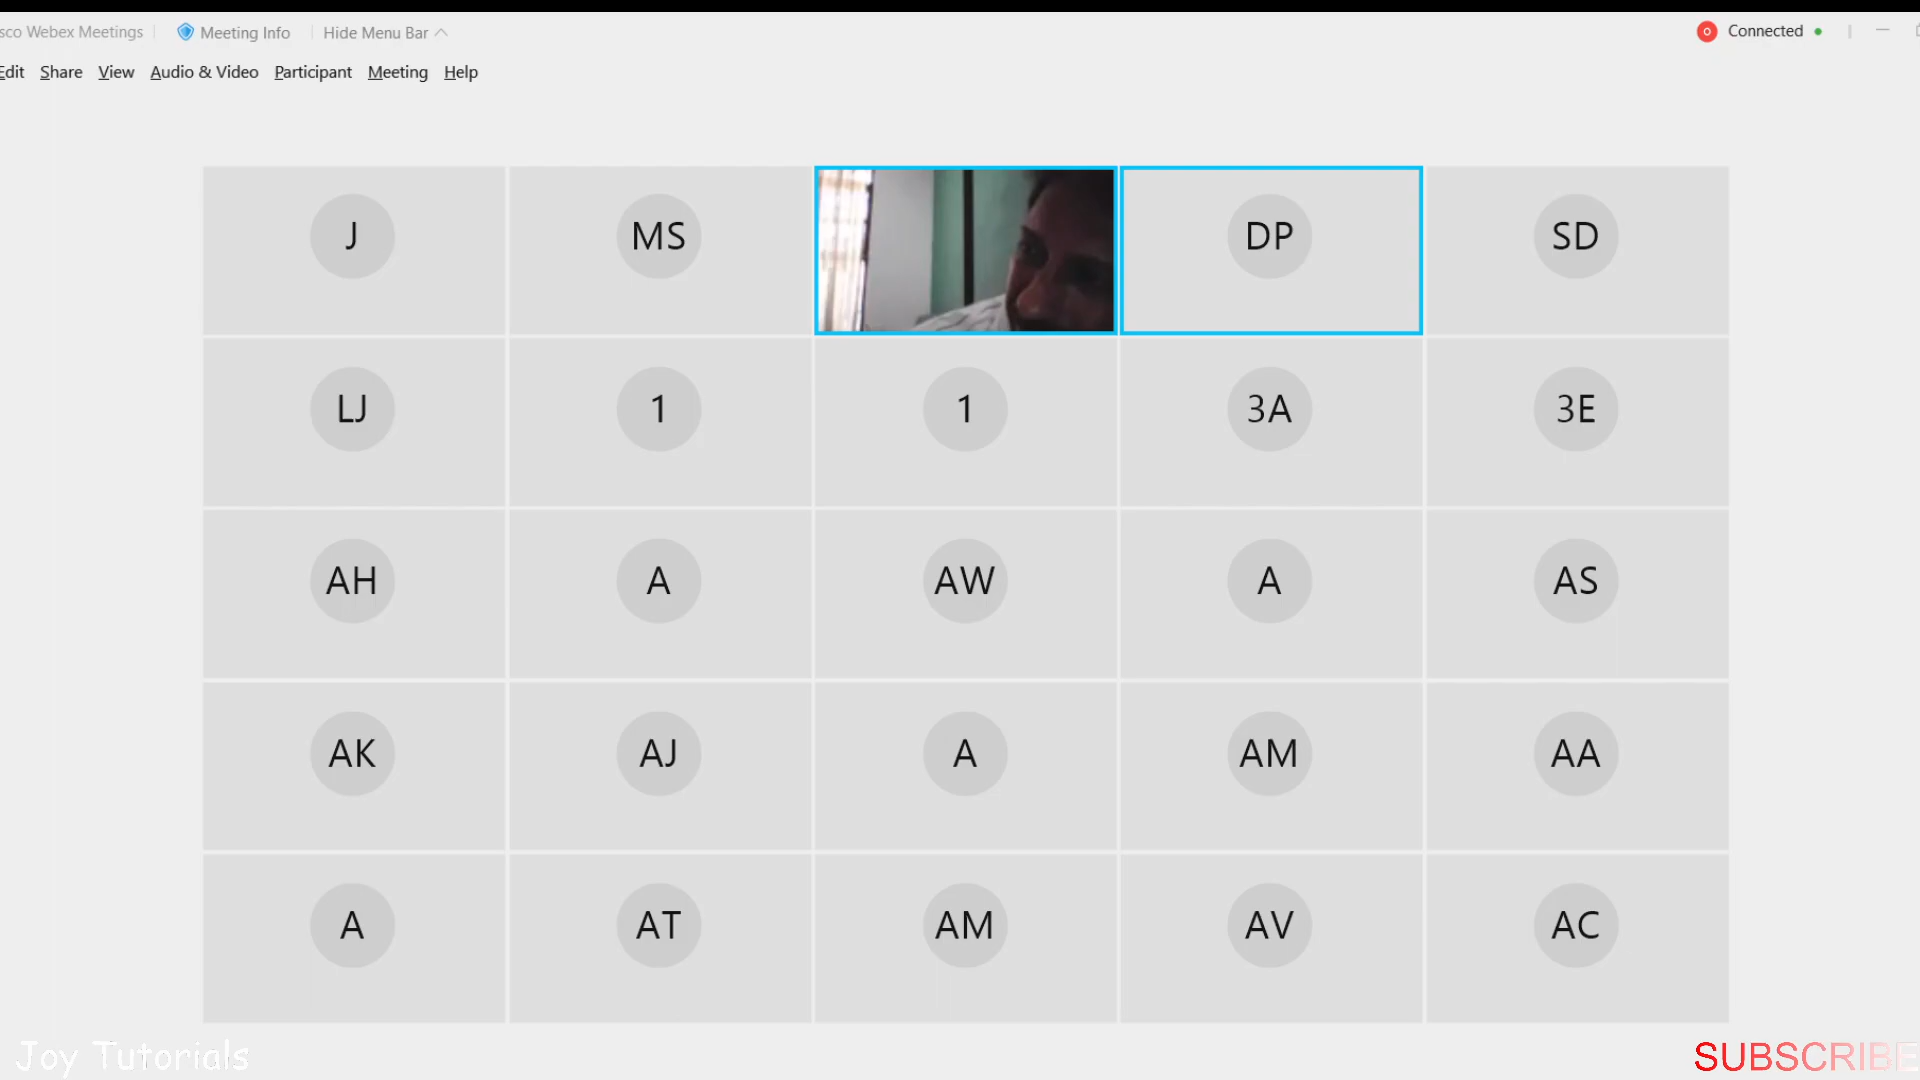 sco Webex Meetings Meeting Info Hide Menu Bar Connected
Edit Share View Audio & Video Participant Meeting Help
J MS DP SD
LJ 1 1 3A 3E
AH A AW A AS
AK AJ A AM AA
A AT AM AV AC
Joy Tutorials SUBSCRIBE